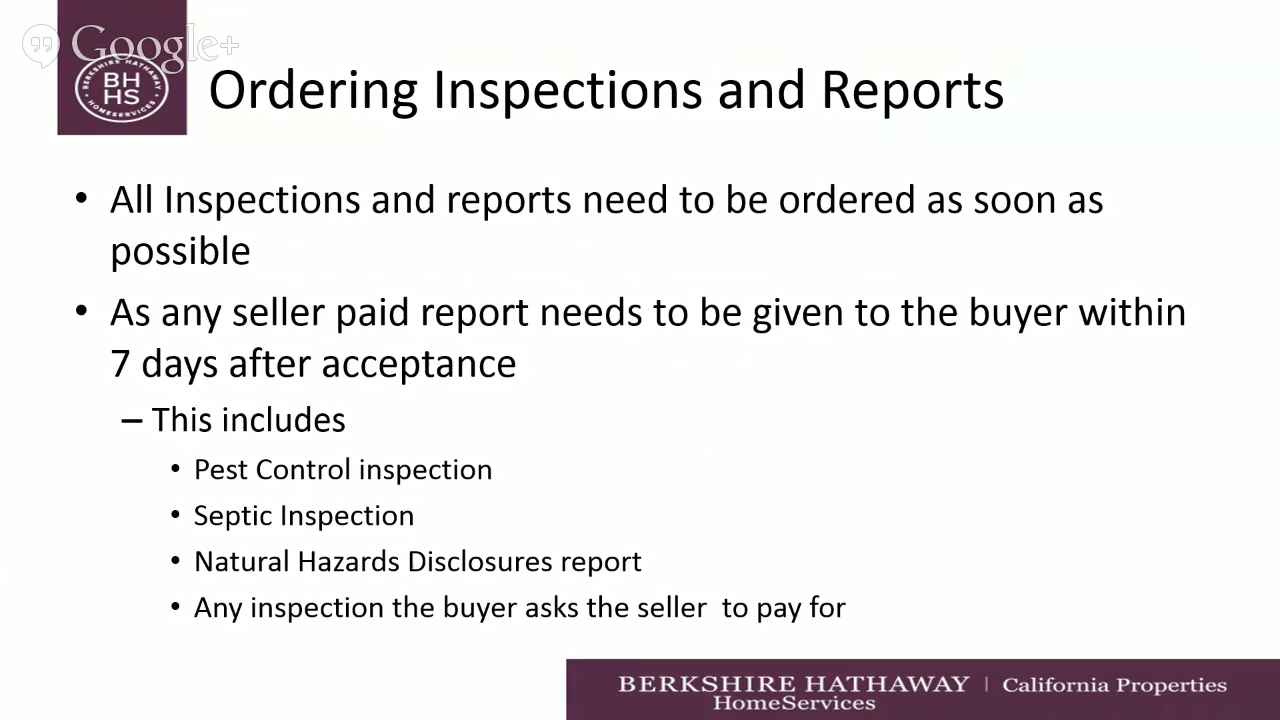 Google+
BERKSHIRE HATHAWAY
BH
HS
HOMESERVICES
Ordering Inspections and Reports
• All Inspections and reports need to be ordered as soon as
possible
• As any seller paid report needs to be given to the buyer within
7 days after acceptance
– This includes
• Pest Control inspection
• Septic Inspection
• Natural Hazards Disclosures report
• Any inspection the buyer asks the seller  to pay for
BERKSHIRE HATHAWAY | California Properties
HomeServices